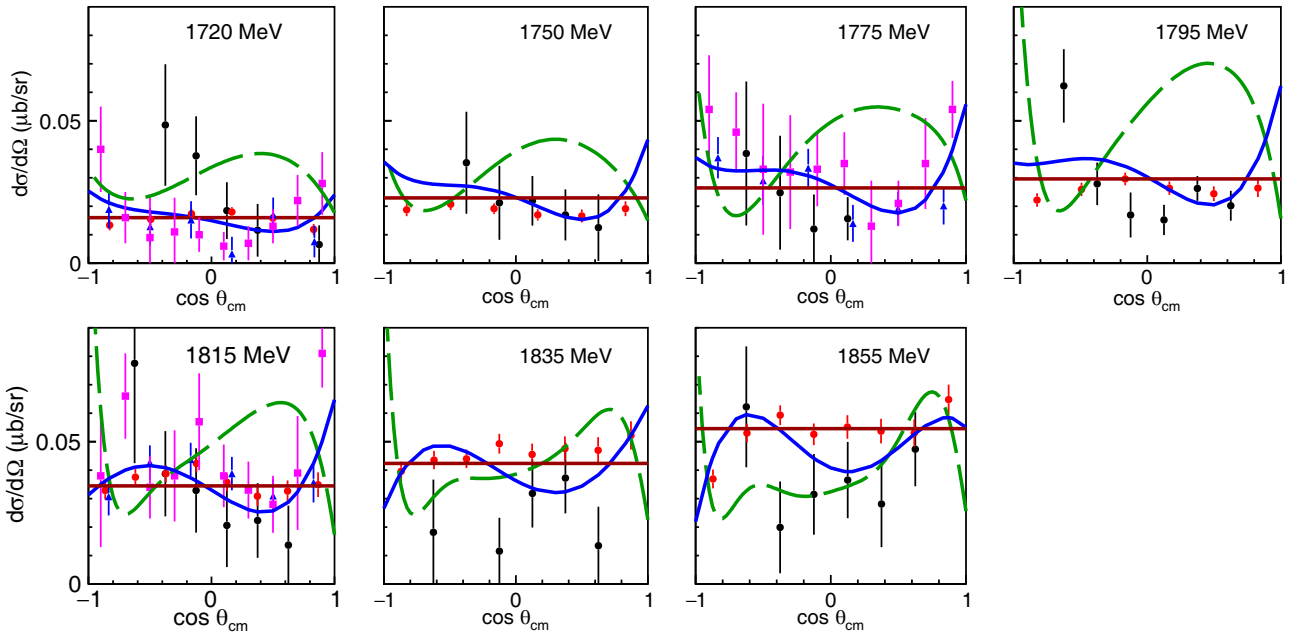 dσ/dΩ (μb/sr)
0.05
0
1720 MeV
−1 0 1
cos θcm
1750 MeV
−1 0 1
cos θcm
1775 MeV
−1 0 1
cos θcm
1795 MeV
−1 0 1
cos θcm
dσ/dΩ (μb/sr)
0.05
0
1815 MeV
−1 0 1
cos θcm
1835 MeV
−1 0 1
cos θcm
1855 MeV
−1 0 1
cos θcm